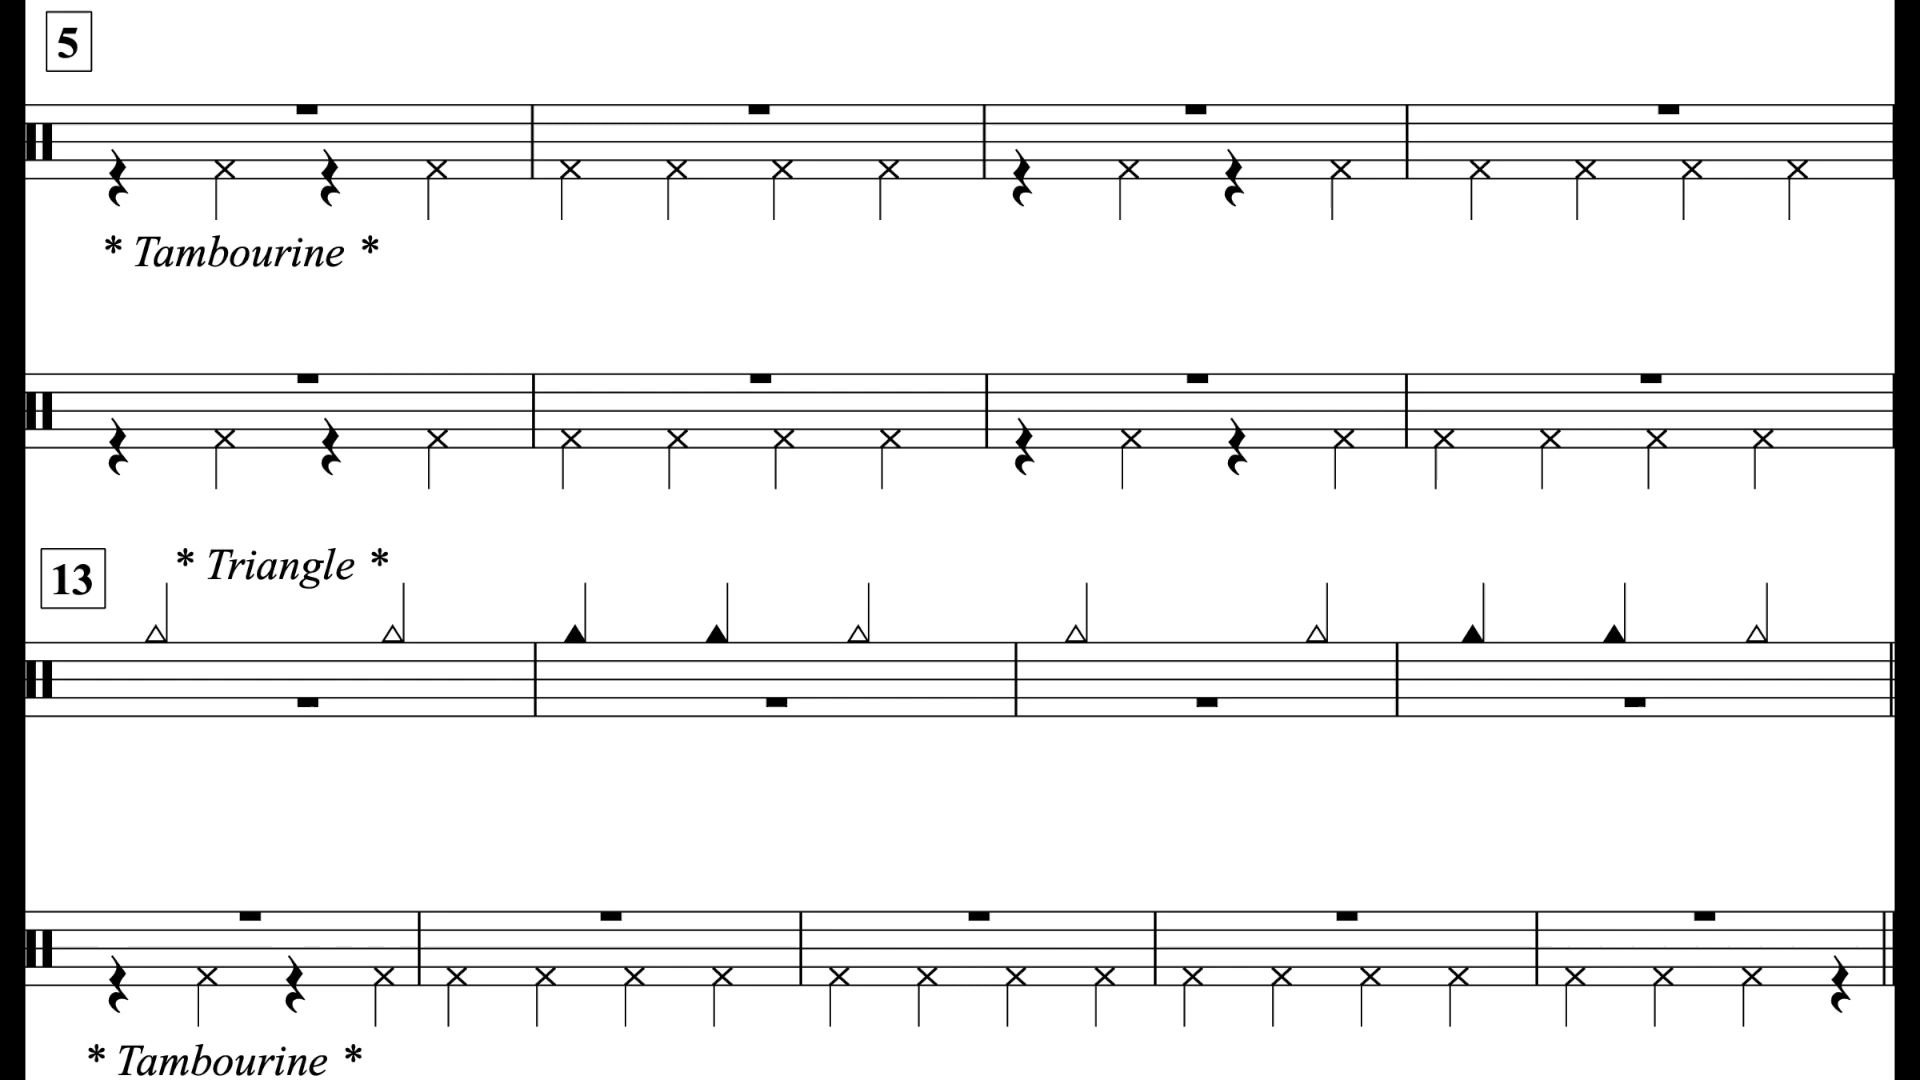 5
* Tambourine *
* Triangle *
13
* Tambourine *